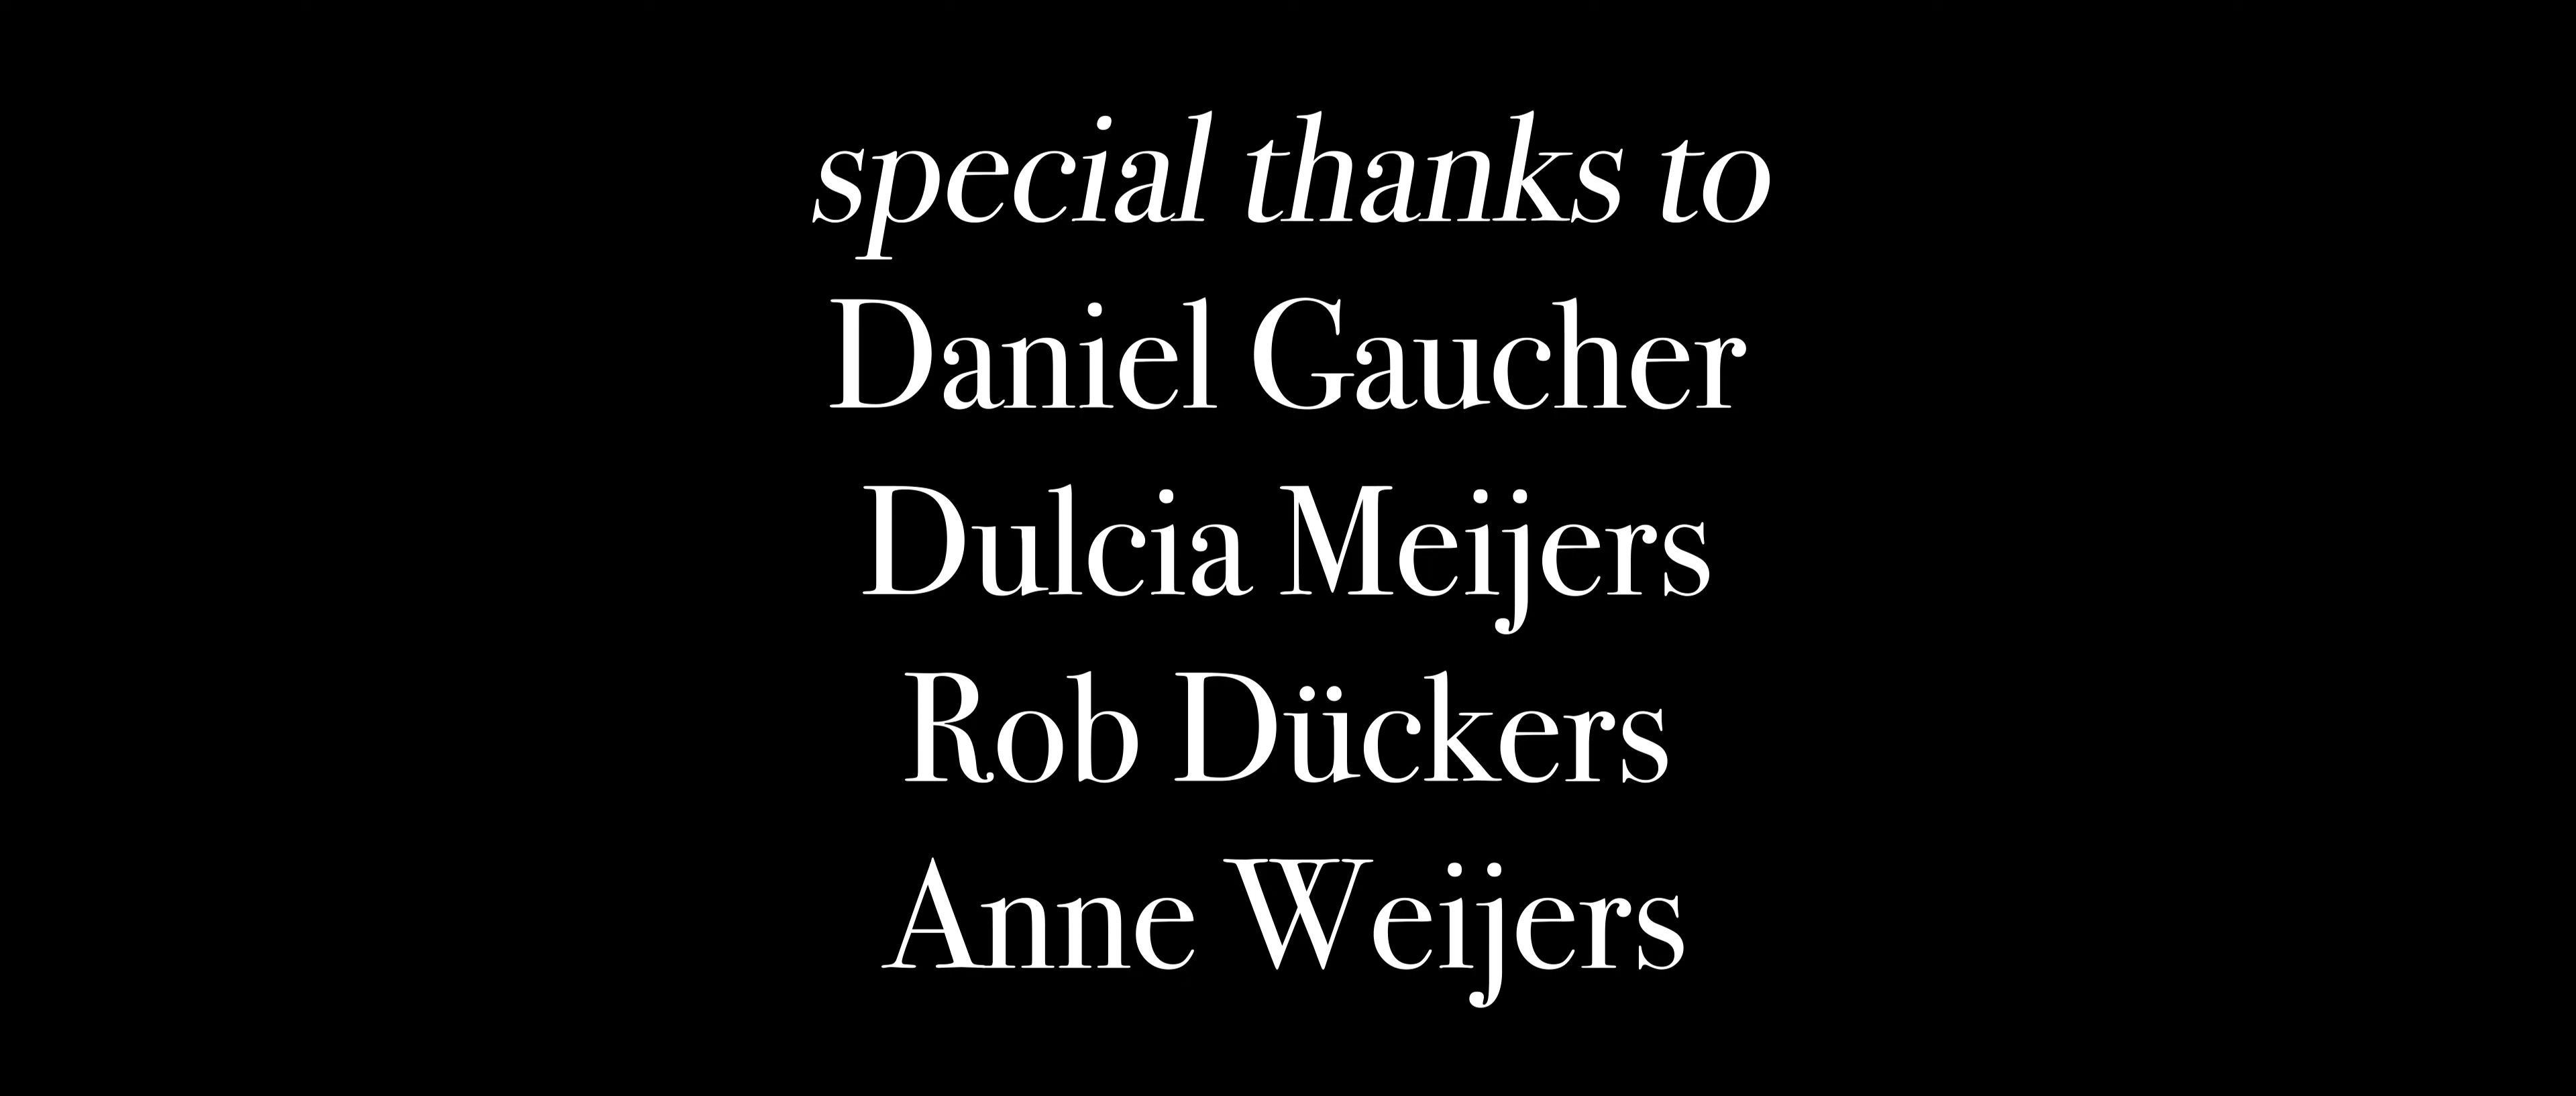 special thanks to
Daniel Gaucher
Dulcia Meijers
Rob Dückers
Anne Weijers